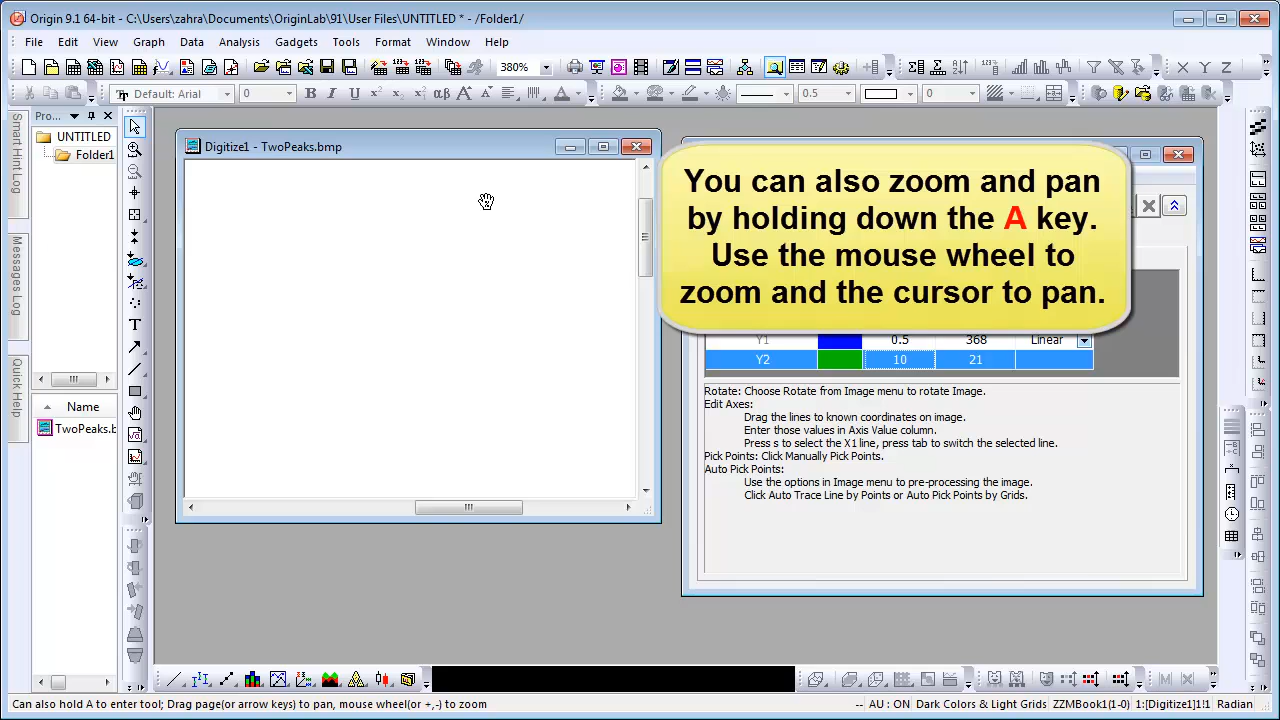 Origin 9.1 64-bit - C:\Users\zahra\Documents\OriginLab\91\User Files\UNTITLED * - /Folder1/
File Edit View Graph Data Analysis Gadgets Tools Format Window Help
380%
Default: Arial 0 B I U 0.5 0 X Y Z
Smart Hint Log
Messages Log
QuickHelp
Pro...
UNTITLED
Folder1
Name
TwoPeaks.b
Digitize1 - TwoPeaks.bmp
You can also zoom and pan
by holding down the A key.
Use the mouse wheel to
zoom and the cursor to pan.
Y1 0.5 368 Linear
Y2 10 21
Rotate: Choose Rotate from Image menu to rotate Image.
Edit Axes:
Drag the lines to known coordinates on image.
Enter those values in Axis Value column.
Press s to select the X1 line, press tab to switch the selected line.
Pick Points: Click Manually Pick Points.
Auto Pick Points:
Use the options in Image menu to pre-processing the image.
Click Auto Trace Line by Points or Auto Pick Points by Grids.
Can also hold A to enter tool; Drag page(or arrow keys) to pan, mouse wheel(or +,-) to zoom
-- AU : ON Dark Colors & Light Grids ZZMBook1(1-0) 1:[Digitize1]1!1 Radian